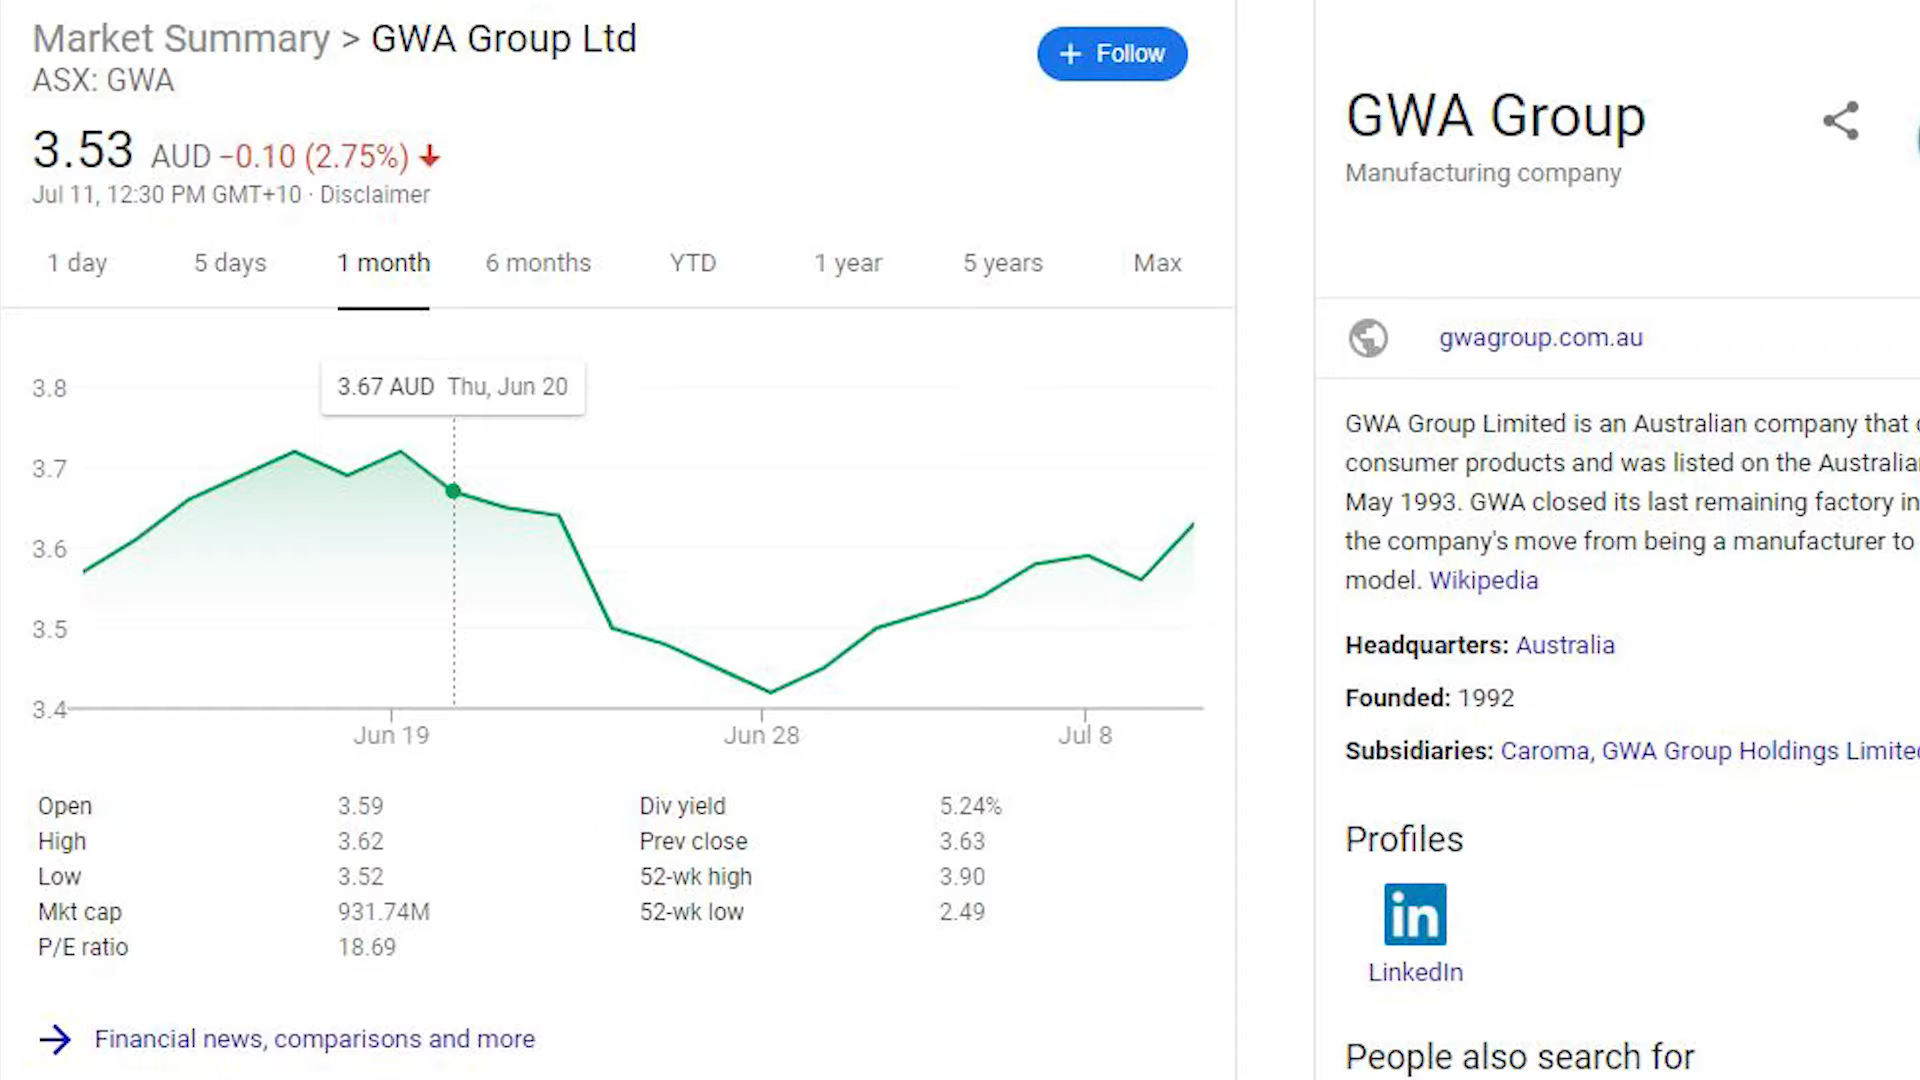 Market Summary > GWA Group Ltd
ASX: GWA
+ Follow
3.53 AUD −0.10 (2.75%)
Jul 11, 12:30 PM GMT+10 · Disclaimer
1 day 5 days 1 month 6 months YTD 1 year 5 years Max
3.67 AUD Thu, Jun 20
3.8
3.7
3.6
3.5
3.4
Jun 19 Jun 28 Jul 8
Open 3.59 Div yield 5.24%
High 3.62 Prev close 3.63
Low 3.52 52-wk high 3.90
Mkt cap 931.74M 52-wk low 2.49
P/E ratio 18.69
Financial news, comparisons and more
GWA Group
Manufacturing company
gwagroup.com.au
GWA Group Limited is an Australian company that
consumer products and was listed on the Australia
May 1993. GWA closed its last remaining factory in
the company's move from being a manufacturer to
model. Wikipedia
Headquarters: Australia
Founded: 1992
Subsidiaries: Caroma, GWA Group Holdings Limite
Profiles
in
LinkedIn
People also search for